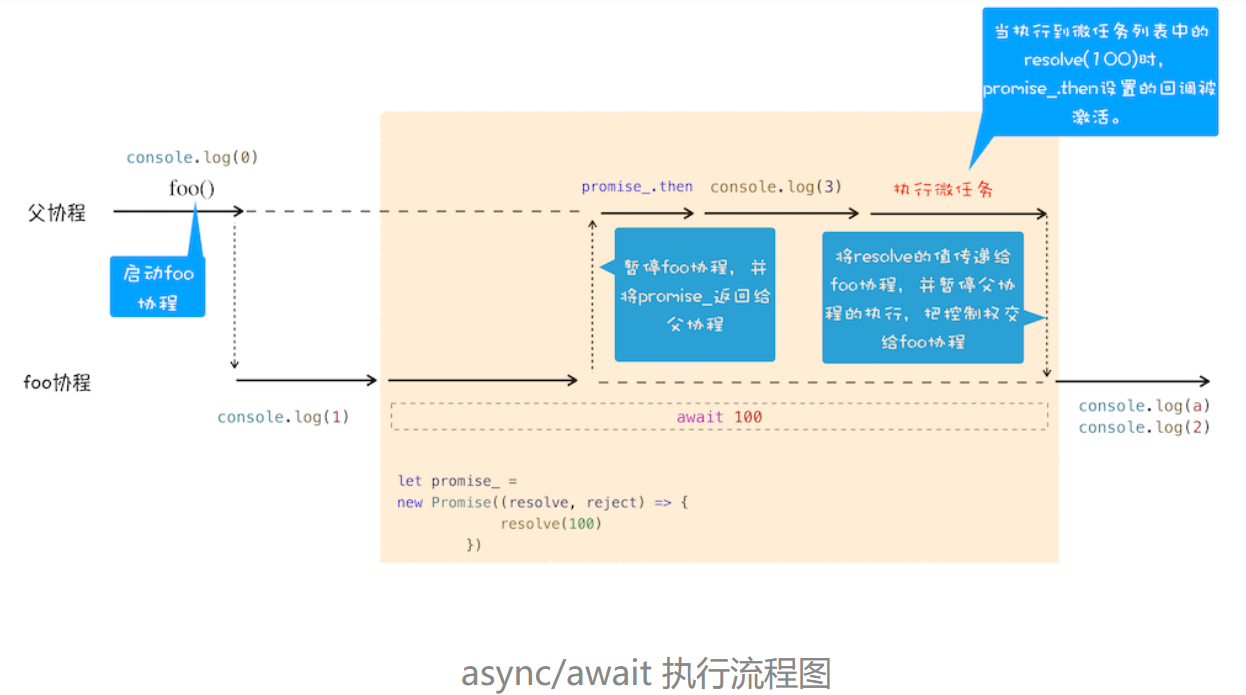 当执行到微任务列表中的
resolve(100)时，
promise_.then设置的回调被
激活。
console.log(0)
foo()
promise_.then
console.log(3)
执行微任务
父协程
启动foo
协程
暂停foo协程，并
将promise_返回给
父协程
将resolve的值传递给
foo协程，并暂停父协
程的执行，把控制权交
给foo协程
foo协程
console.log(1)
await 100
console.log(a)
console.log(2)
let promise_ =
new Promise((resolve, reject) => {
resolve(100)
})
async/await 执行流程图